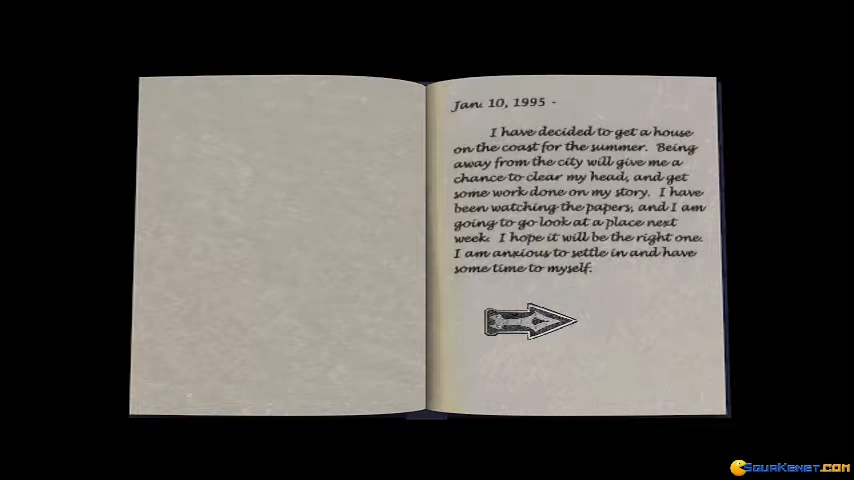 Jan. 10, 1995 -
I have decided to get a house
on the coast for the summer. Being
away from the city will give me a
chance to clear my head, and get
some work done on my story. I have
been watching the papers, and I am
going to go look at a place next
week. I hope it will be the right one.
I am anxious to settle in and have
some time to myself.
SquaKeNet.com